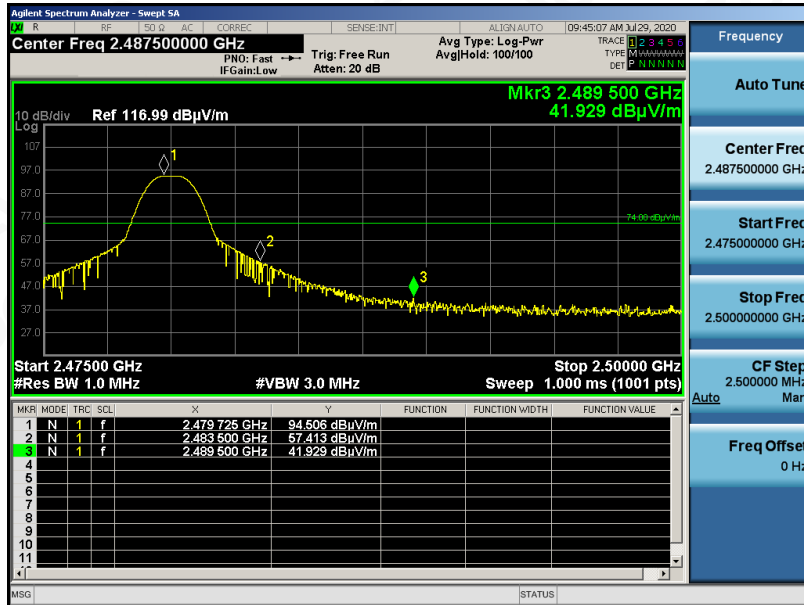 Agilent Spectrum Analyzer - Swept SA
LXI R RF 50 Ω AC CORREC SENSE:INT ALIGN AUTO 09:45:07 AM Jul 29, 2020
Center Freq 2.487500000 GHz
PNO: Fast
IFGain:Low
Trig: Free Run
Atten: 20 dB
Avg Type: Log-Pwr
Avg|Hold: 100/100
TRACE 1 2 3 4 5 6
TYPE M WWWWW
DET P N N N N N
Frequency
Auto Tune
Center Freq
2.487500000 GHz
Start Freq
2.475000000 GHz
Stop Freq
2.500000000 GHz
CF Step
2.500000 MHz
Auto Man
Freq Offset
0 Hz
Mkr3 2.489 500 GHz
41.929 dBµV/m
10 dB/div Ref 116.99 dBµV/m
Log
107
97.0
87.0
77.0
67.0
57.0
47.0
37.0
27.0
1
2
3
74.00 dBµV/m
Start 2.47500 GHz Stop 2.50000 GHz
#Res BW 1.0 MHz #VBW 3.0 MHz Sweep 1.000 ms (1001 pts)
MKR MODE TRC SCL X Y FUNCTION FUNCTION WIDTH FUNCTION VALUE
1 N 1 f 2.479 725 GHz 94.506 dBµV/m
2 N 1 f 2.483 500 GHz 57.413 dBµV/m
3 N 1 f 2.489 500 GHz 41.929 dBµV/m
4
5
6
7
8
9
10
11
MSG STATUS